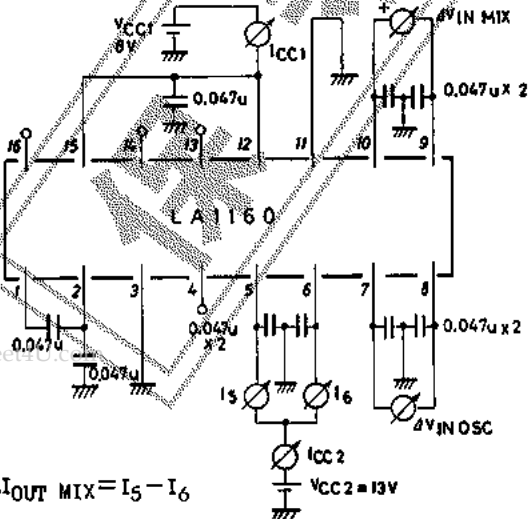 VCC1
8V
ICC1
+
ΔVIN MIX
0.047u
0.047u x 2
16 15 14 13 12 11 10 9
LA1160
1 2 3 4 5 6 7 8
0.047u
0.047u
0.047u
x 2
0.047u x 2
eet4U.c
I5
I6
ΔVIN OSC
ICC2
VCC2=13V
IOUT MIX=I5-I6